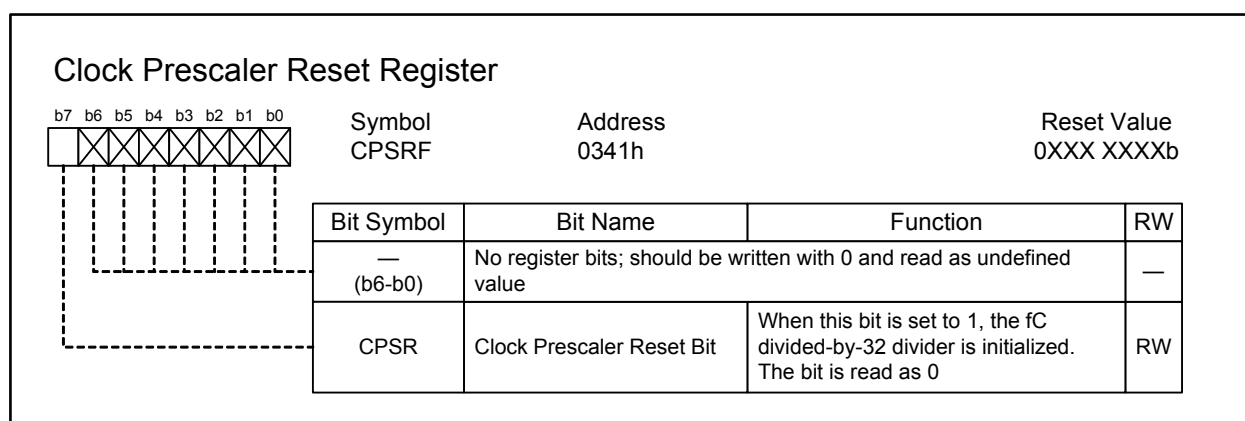 Clock Prescaler Reset Register
b7 b6 b5 b4 b3 b2 b1 b0
Symbol Address Reset Value
CPSRF 0341h 0XXX XXXXb
Bit Symbol Bit Name Function RW
—
(b6-b0)
No register bits; should be written with 0 and read as undefined
value
—
CPSR
Clock Prescaler Reset Bit
When this bit is set to 1, the fC
divided-by-32 divider is initialized.
The bit is read as 0
RW